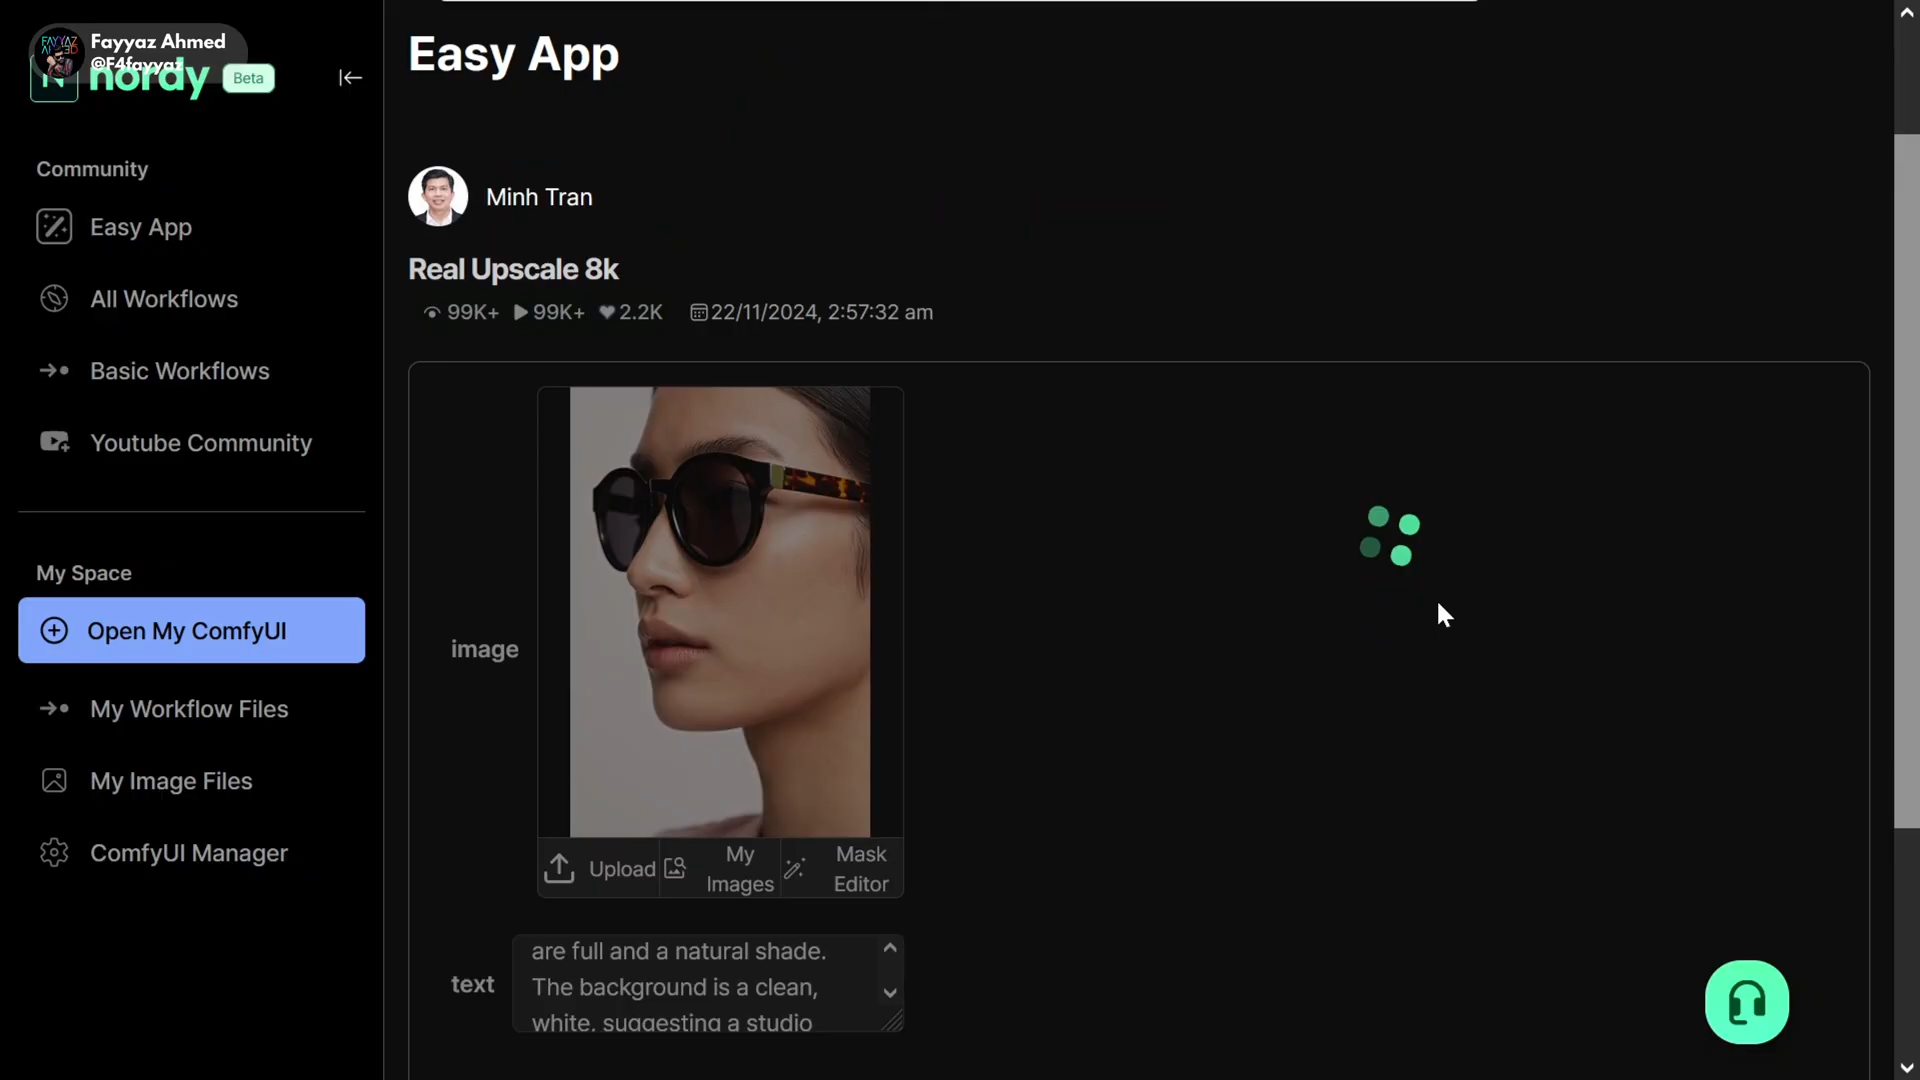 Fayyaz Ahmed
@F4fayyaz
nordy
Beta
Community
Easy App
All Workflows
Basic Workflows
Youtube Community
My Space
Open My ComfyUI
My Workflow Files
My Image Files
ComfyUI Manager
Easy App
Minh Tran
Real Upscale 8k
99K+ 99K+ 2.2K 22/11/2024, 2:57:32 am
image
Upload
My
Images
Mask
Editor
text
are full and a natural shade.
The background is a clean,
white, suggesting a studio